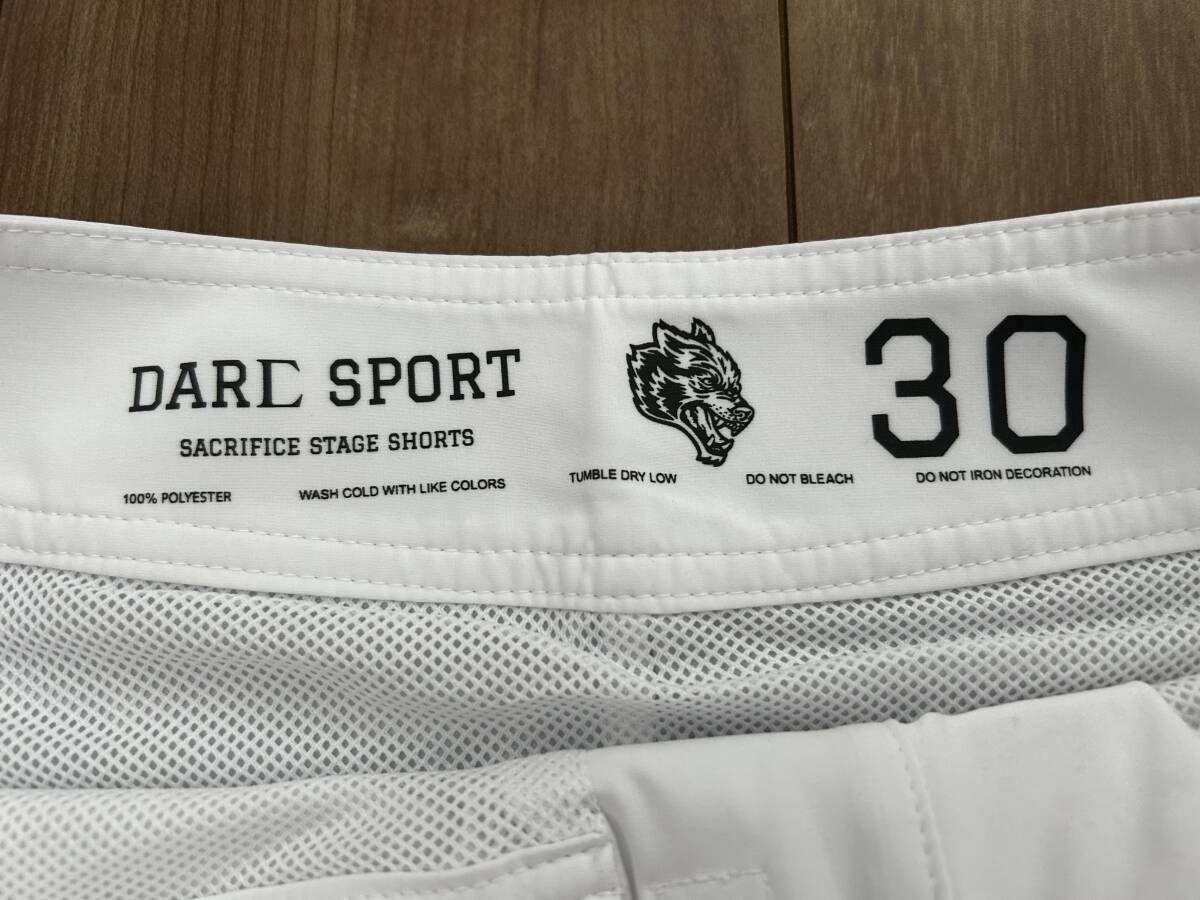 DARC SPORT
SACRIFICE STAGE SHORTS
30
100% POLYESTER WASH COLD WITH LIKE COLORS TUMBLE DRY LOW DO NOT BLEACH DO NOT IRON DECORATION